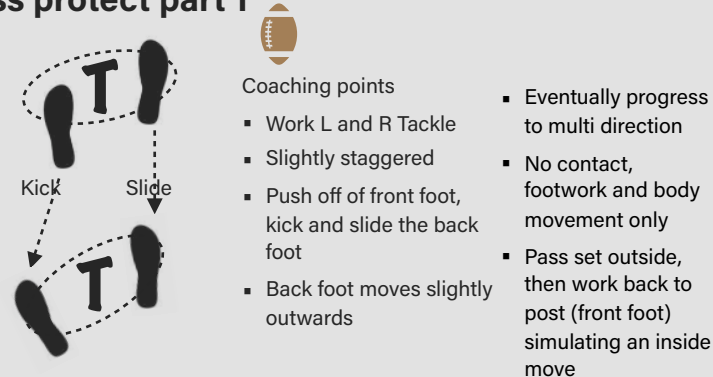 ss protect part 1
T
Kick
Slide
T
Coaching points
▪ Work L and R Tackle
▪ Slightly staggered
▪ Push off of front foot,
kick and slide the back
foot
▪ Back foot moves slightly
outwards
▪ Eventually progress
to multi direction
▪ No contact,
footwork and body
movement only
▪ Pass set outside,
then work back to
post (front foot)
simulating an inside
move